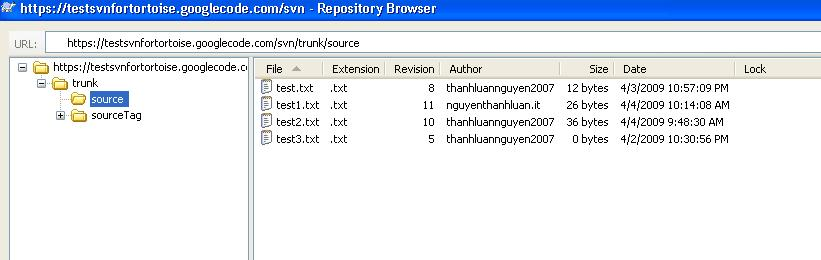 https://testsvnfortortoise.googlecode.com/svn - Repository Browser
URL: https://testsvnfortortoise.googlecode.com/svn/trunk/source
https://testsvnfortortoise.googlecode.c
trunk
source
sourceTag
File Extension Revision Author Size Date Lock
test.txt .txt 8 thanhluannguyen2007 12 bytes 4/3/2009 10:57:09 PM
test1.txt .txt 11 nguyenthanhluan.it 26 bytes 4/4/2009 10:14:08 AM
test2.txt .txt 10 thanhluannguyen2007 36 bytes 4/4/2009 9:48:30 AM
test3.txt .txt 5 thanhluannguyen2007 0 bytes 4/2/2009 10:30:56 PM